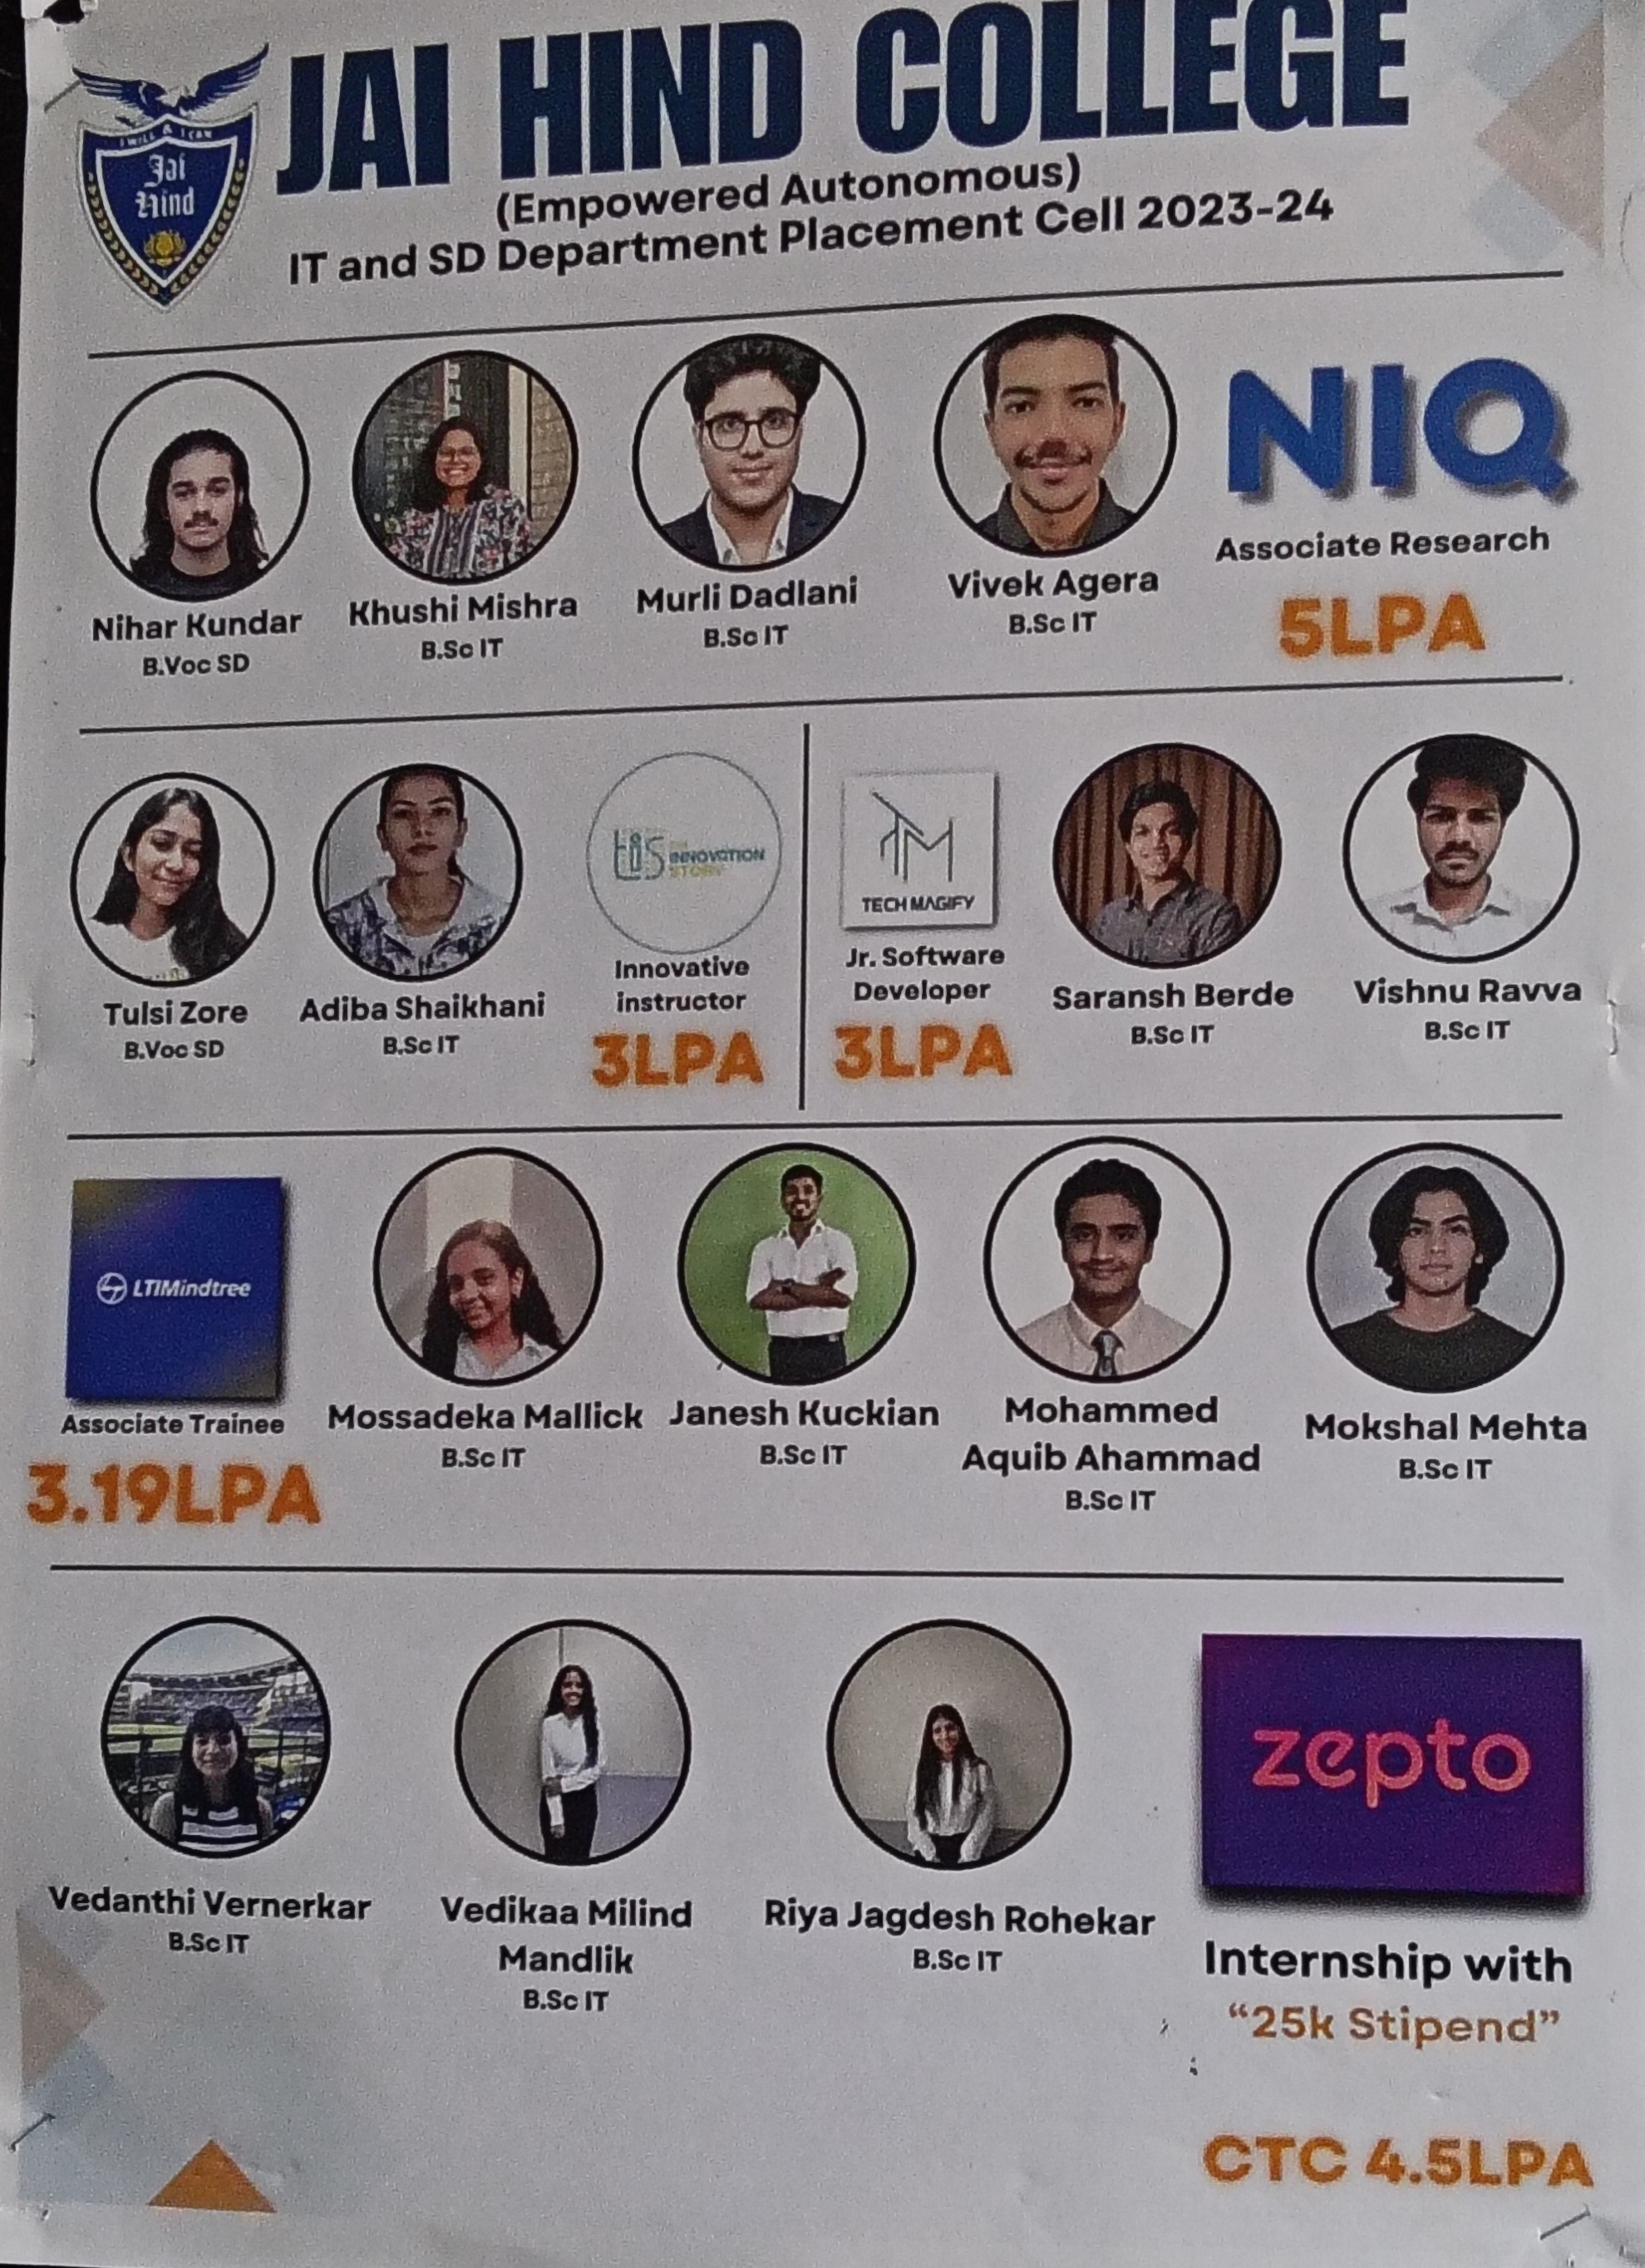 JAI HIND COLLEGE
I WILL & I CAN
Jai
Hind
(Empowered Autonomous)
IT and SD Department Placement Cell 2023-24
Nihar Kundar
B.Voc SD
Khushi Mishra
B.Sc IT
Murli Dadlani
B.Sc IT
Vivek Agera
B.Sc IT
NIQ
Associate Research
5LPA
Tulsi Zore
B.Voc SD
Adiba Shaikhani
B.Sc IT
tis
INNOVATION
STORY
Innovative
instructor
3LPA
TM
TECH MAGIFY
Jr. Software
Developer
3LPA
Saransh Berde
B.Sc IT
Vishnu Ravva
B.Sc IT
LTIMindtree
Associate Trainee
3.19LPA
Mossadeka Mallick
B.Sc IT
Janesh Kuckian
B.Sc IT
Mohammed
Aquib Ahammad
B.Sc IT
Mokshal Mehta
B.Sc IT
Vedanthi Vernerkar
B.Sc IT
Vedikaa Milind
Mandlik
B.Sc IT
Riya Jagdesh Rohekar
B.Sc IT
zepto
Internship with
“25k Stipend”
CTC 4.5LPA